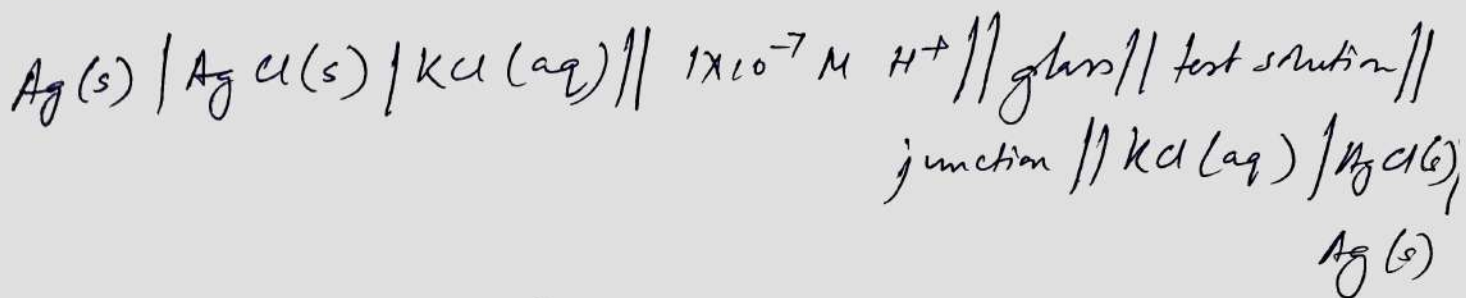 Ag(s) | AgCl(s) | KCl(aq) || 1×10⁻⁷ M H⁺ || glass || test solution ||
junction || KCl(aq) | AgCl(s) |
Ag(s)